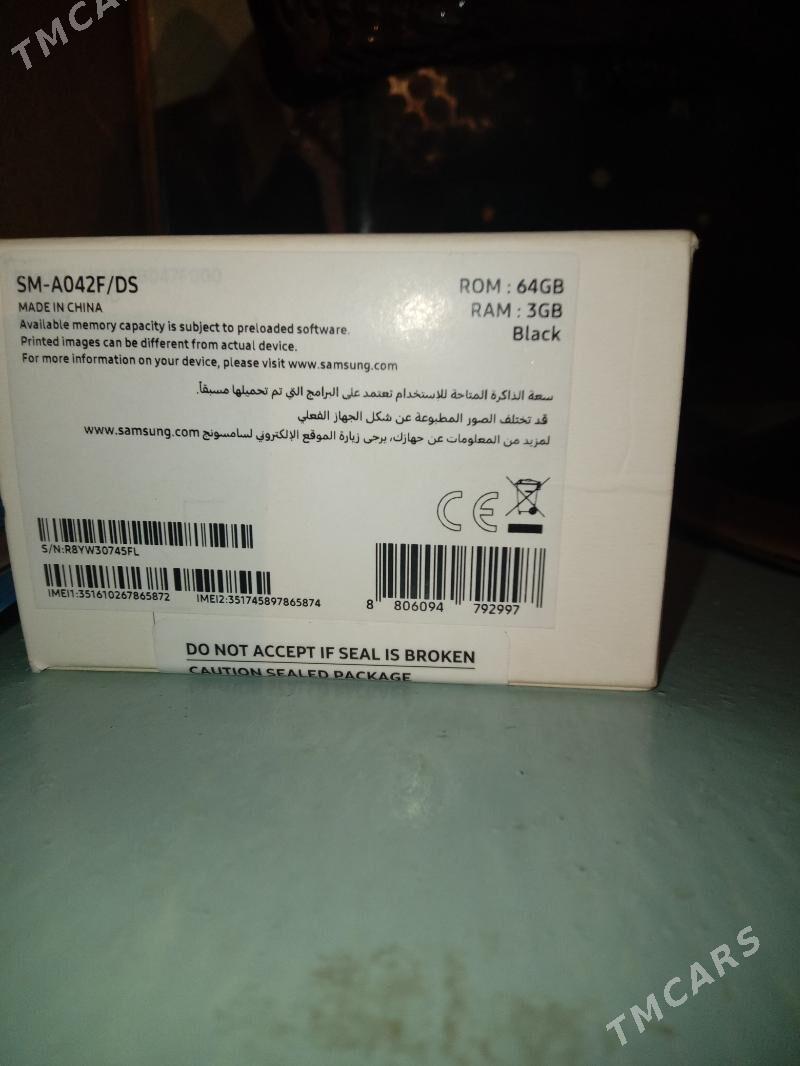 TMCARS
SM-A042F/DS
MADE IN CHINA
Available memory capacity is subject to preloaded software.
Printed images can be different from actual device.
For more information on your device, please visit www.samsung.com
ROM : 64GB
RAM : 3GB
Black
سعة الذاكرة المتاحة للاستخدام تعتمد على البرامج التي تم تحميلها مسبقاً.
قد تختلف الصور المطبوعة عن شكل الجهاز الفعلي
لمزيد من المعلومات عن جهازك، يرجى زيارة الموقع الإلكتروني لسامسونج www.samsung.com
CE
S/N:R8YW30745FL
IMEI1:351610267865872
IMEI2:351745897865874
8 806094 792997
DO NOT ACCEPT IF SEAL IS BROKEN
CAUTION SEALED PACKAGE
TMCARS